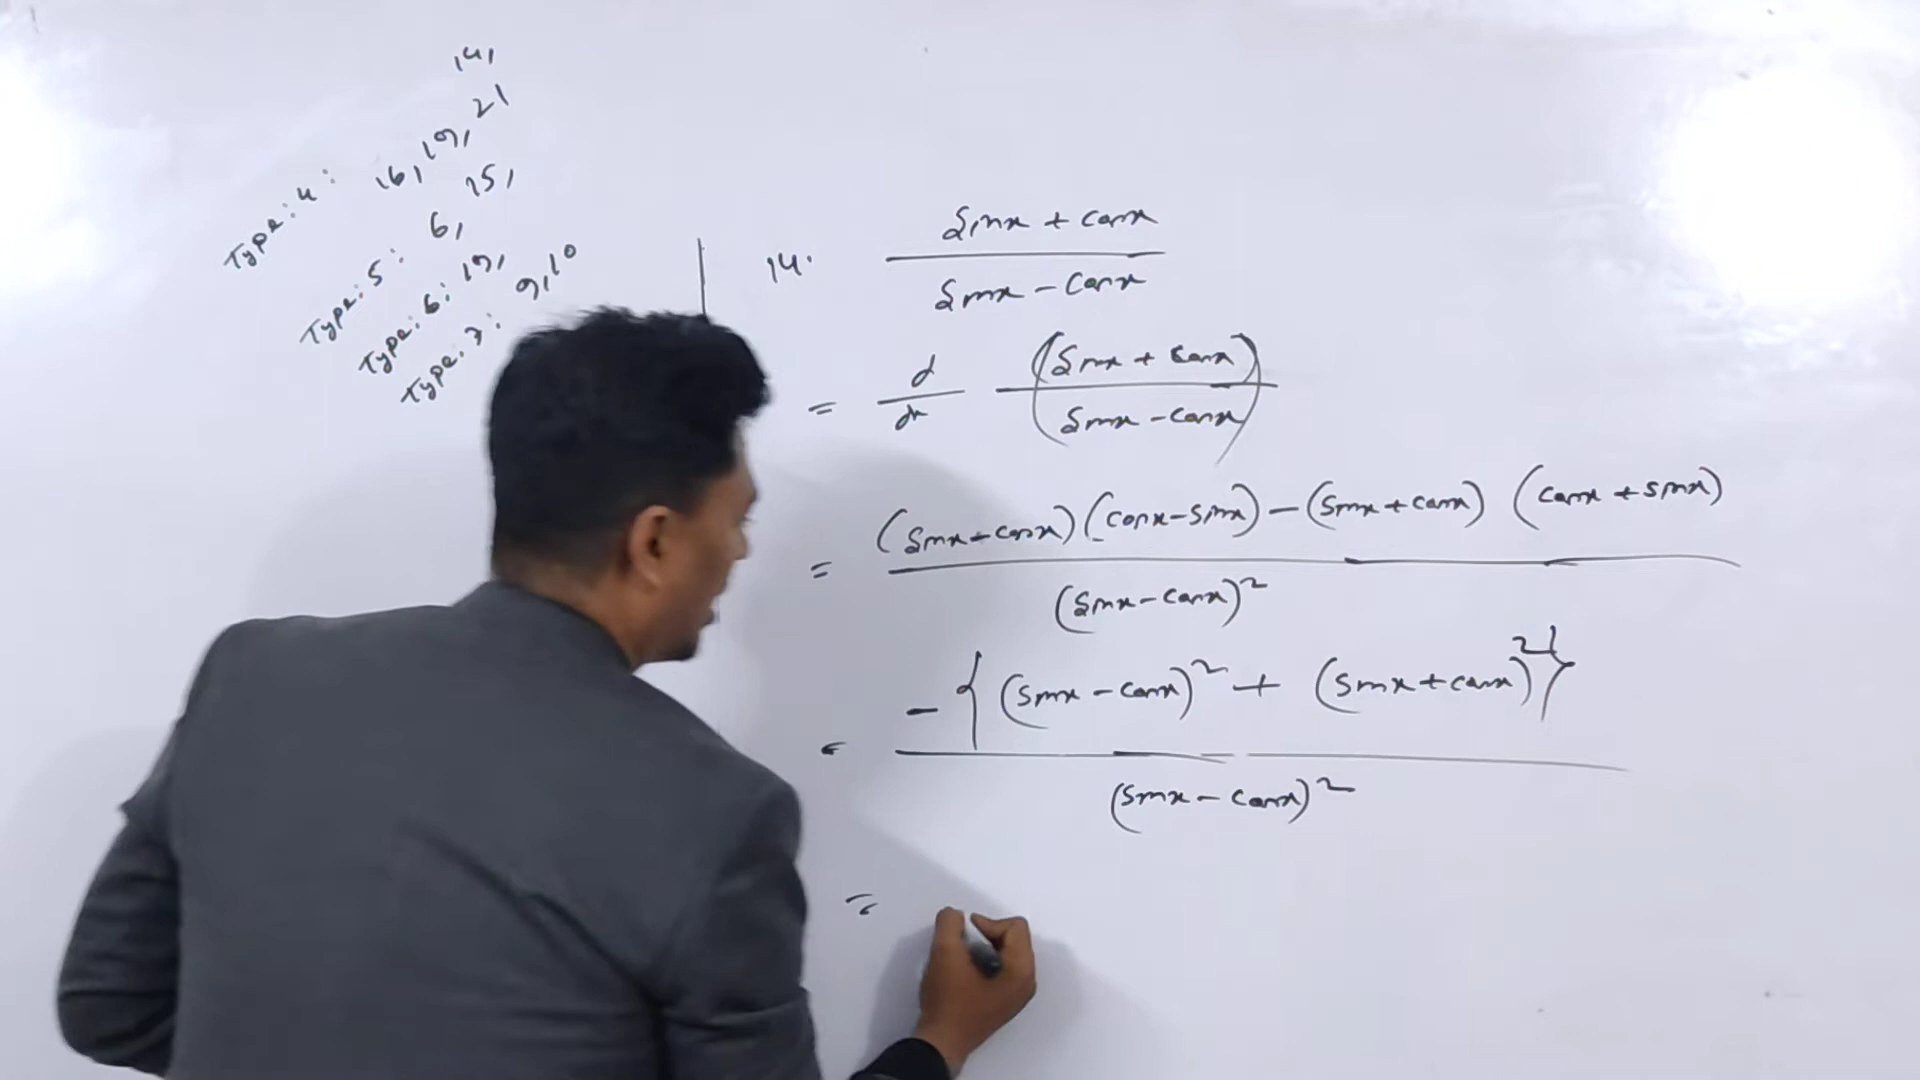 14,
Type: 4: 16, 19, 21
15,
Type: 5: 6,
Type: 6: 19,
Type: 7: 9, 10
14. sinx + cosx
sinx - cosx
= d (sinx + cosx)
dx (sinx - cosx)
= (sinx - cosx)(cosx - sinx) - (sinx + cosx) (cosx + sinx)
(sinx - cosx)²
= -{(sinx - cosx)² + (sinx + cosx)²}
(sinx - cosx)²
=